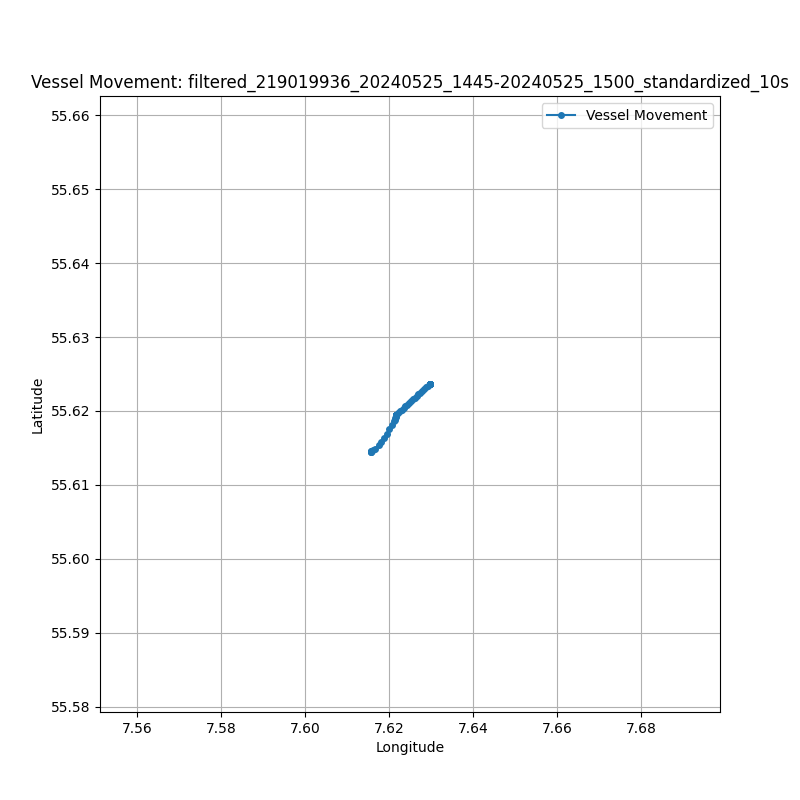 Vessel Movement: filtered_219019936_20240525_1445-20240525_1500_standardized_10s
Vessel Movement
55.66
55.65
55.64
55.63
55.62
55.61
55.60
55.59
55.58
Latitude
7.56 7.58 7.60 7.62 7.64 7.66 7.68
Longitude